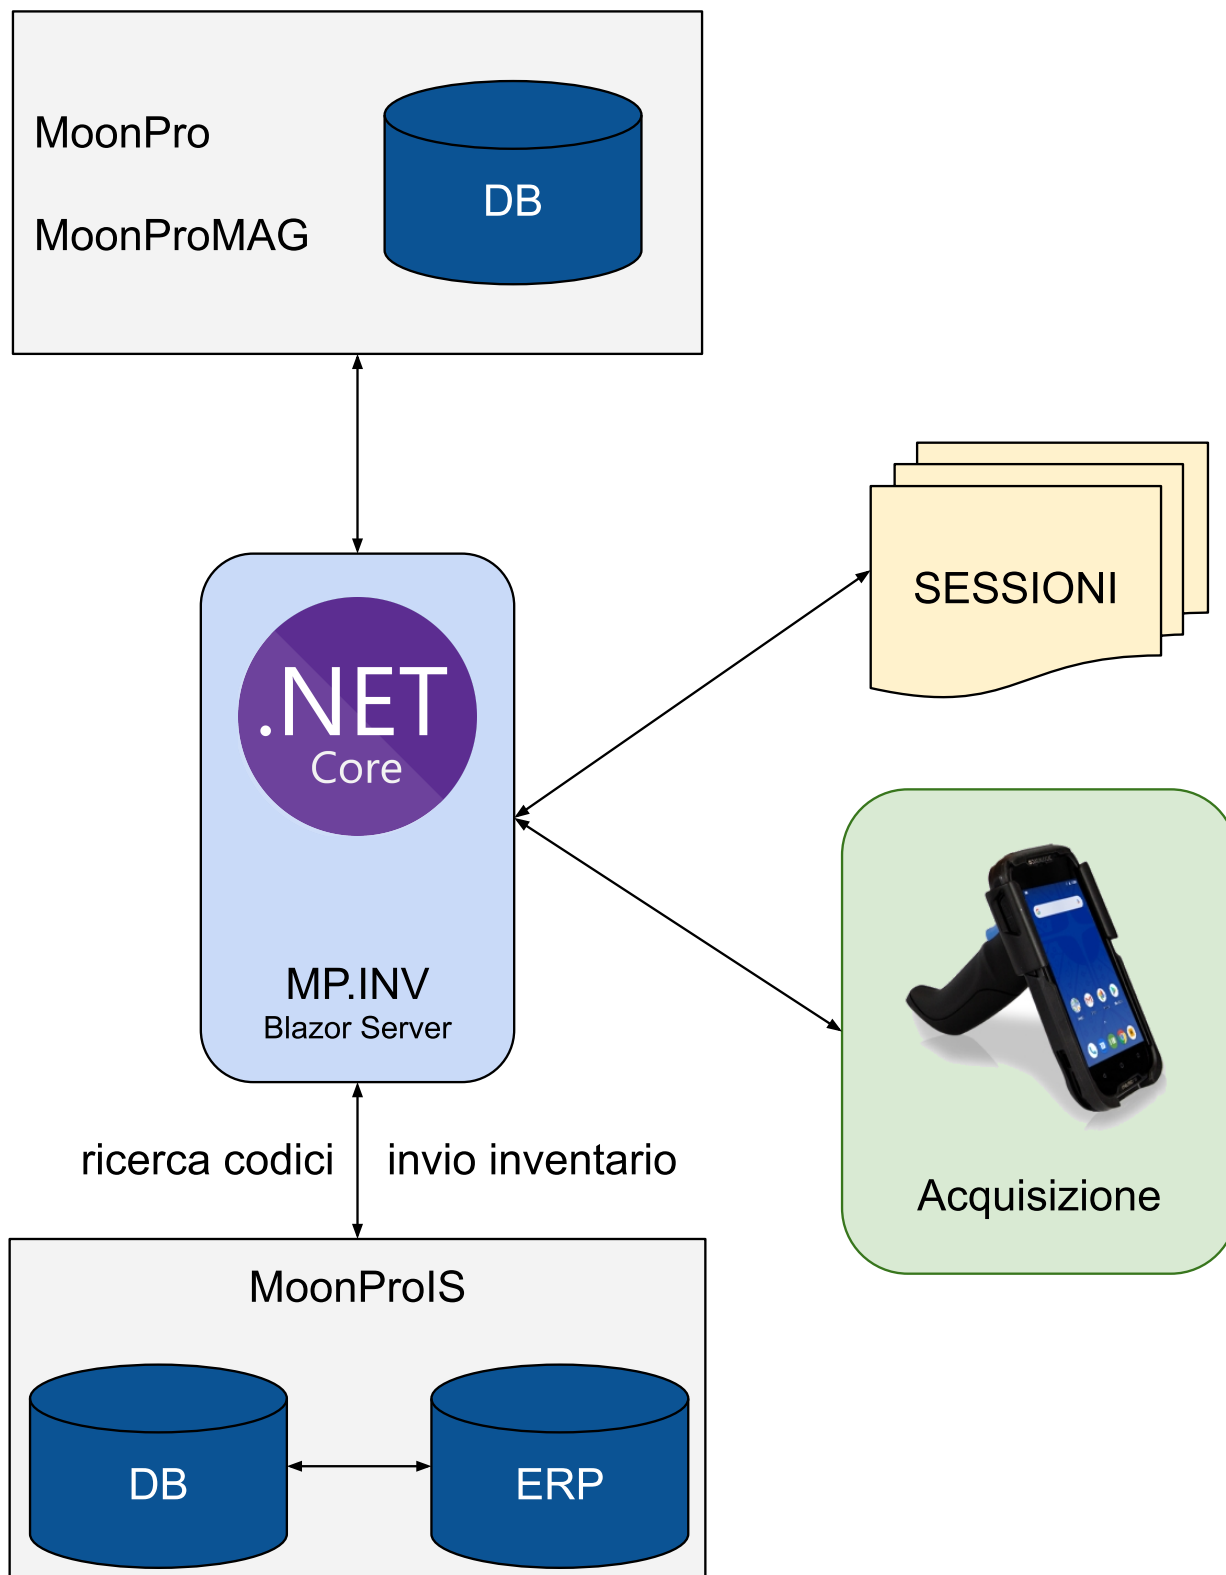 MoonPro
MoonProMAG
DB
SESSIONI
.NET
Core
MP.INV
Blazor Server
ricerca codici
invio inventario
Acquisizione
MoonProIS
DB
ERP